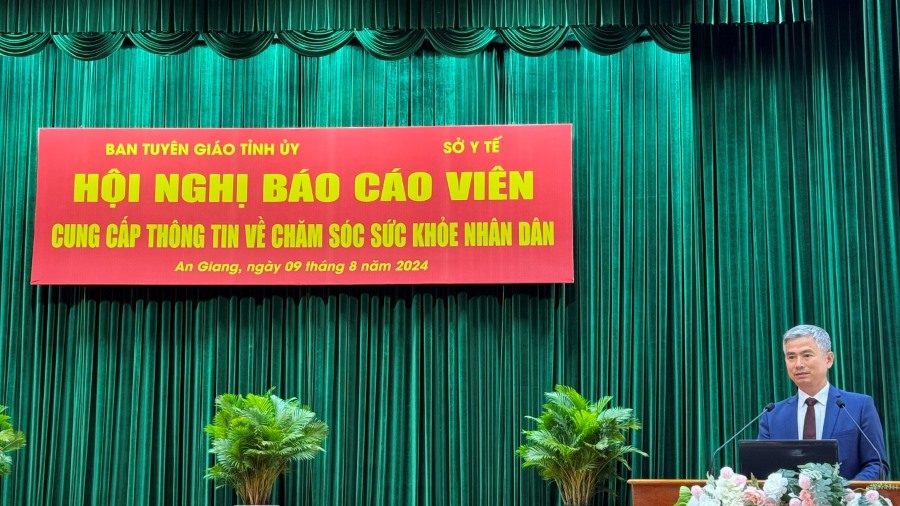 BAN TUYÊN GIÁO TỈNH ỦY SỞ Y TẾ
HỘI NGHỊ BÁO CÁO VIÊN
CUNG CẤP THÔNG TIN VỀ CHĂM SÓC SỨC KHỎE NHÂN DÂN
An Giang, ngày 09 tháng 8 năm 2024